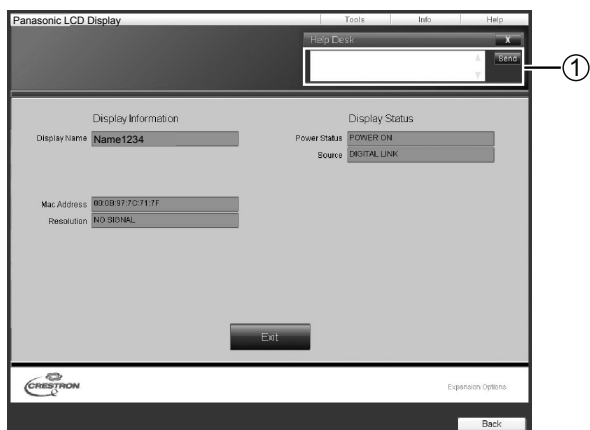 Panasonic LCD Display
Tools Info Help
Help Desk X
Send
①
Display Information Display Status
Display Name Name1234 Power Status POWER ON
Source DIGITAL LINK
Mac Address 00:0B:97:7C:71:7F
Resolution NO SIGNAL
Exit
CRESTRON
Expansion Options
Back